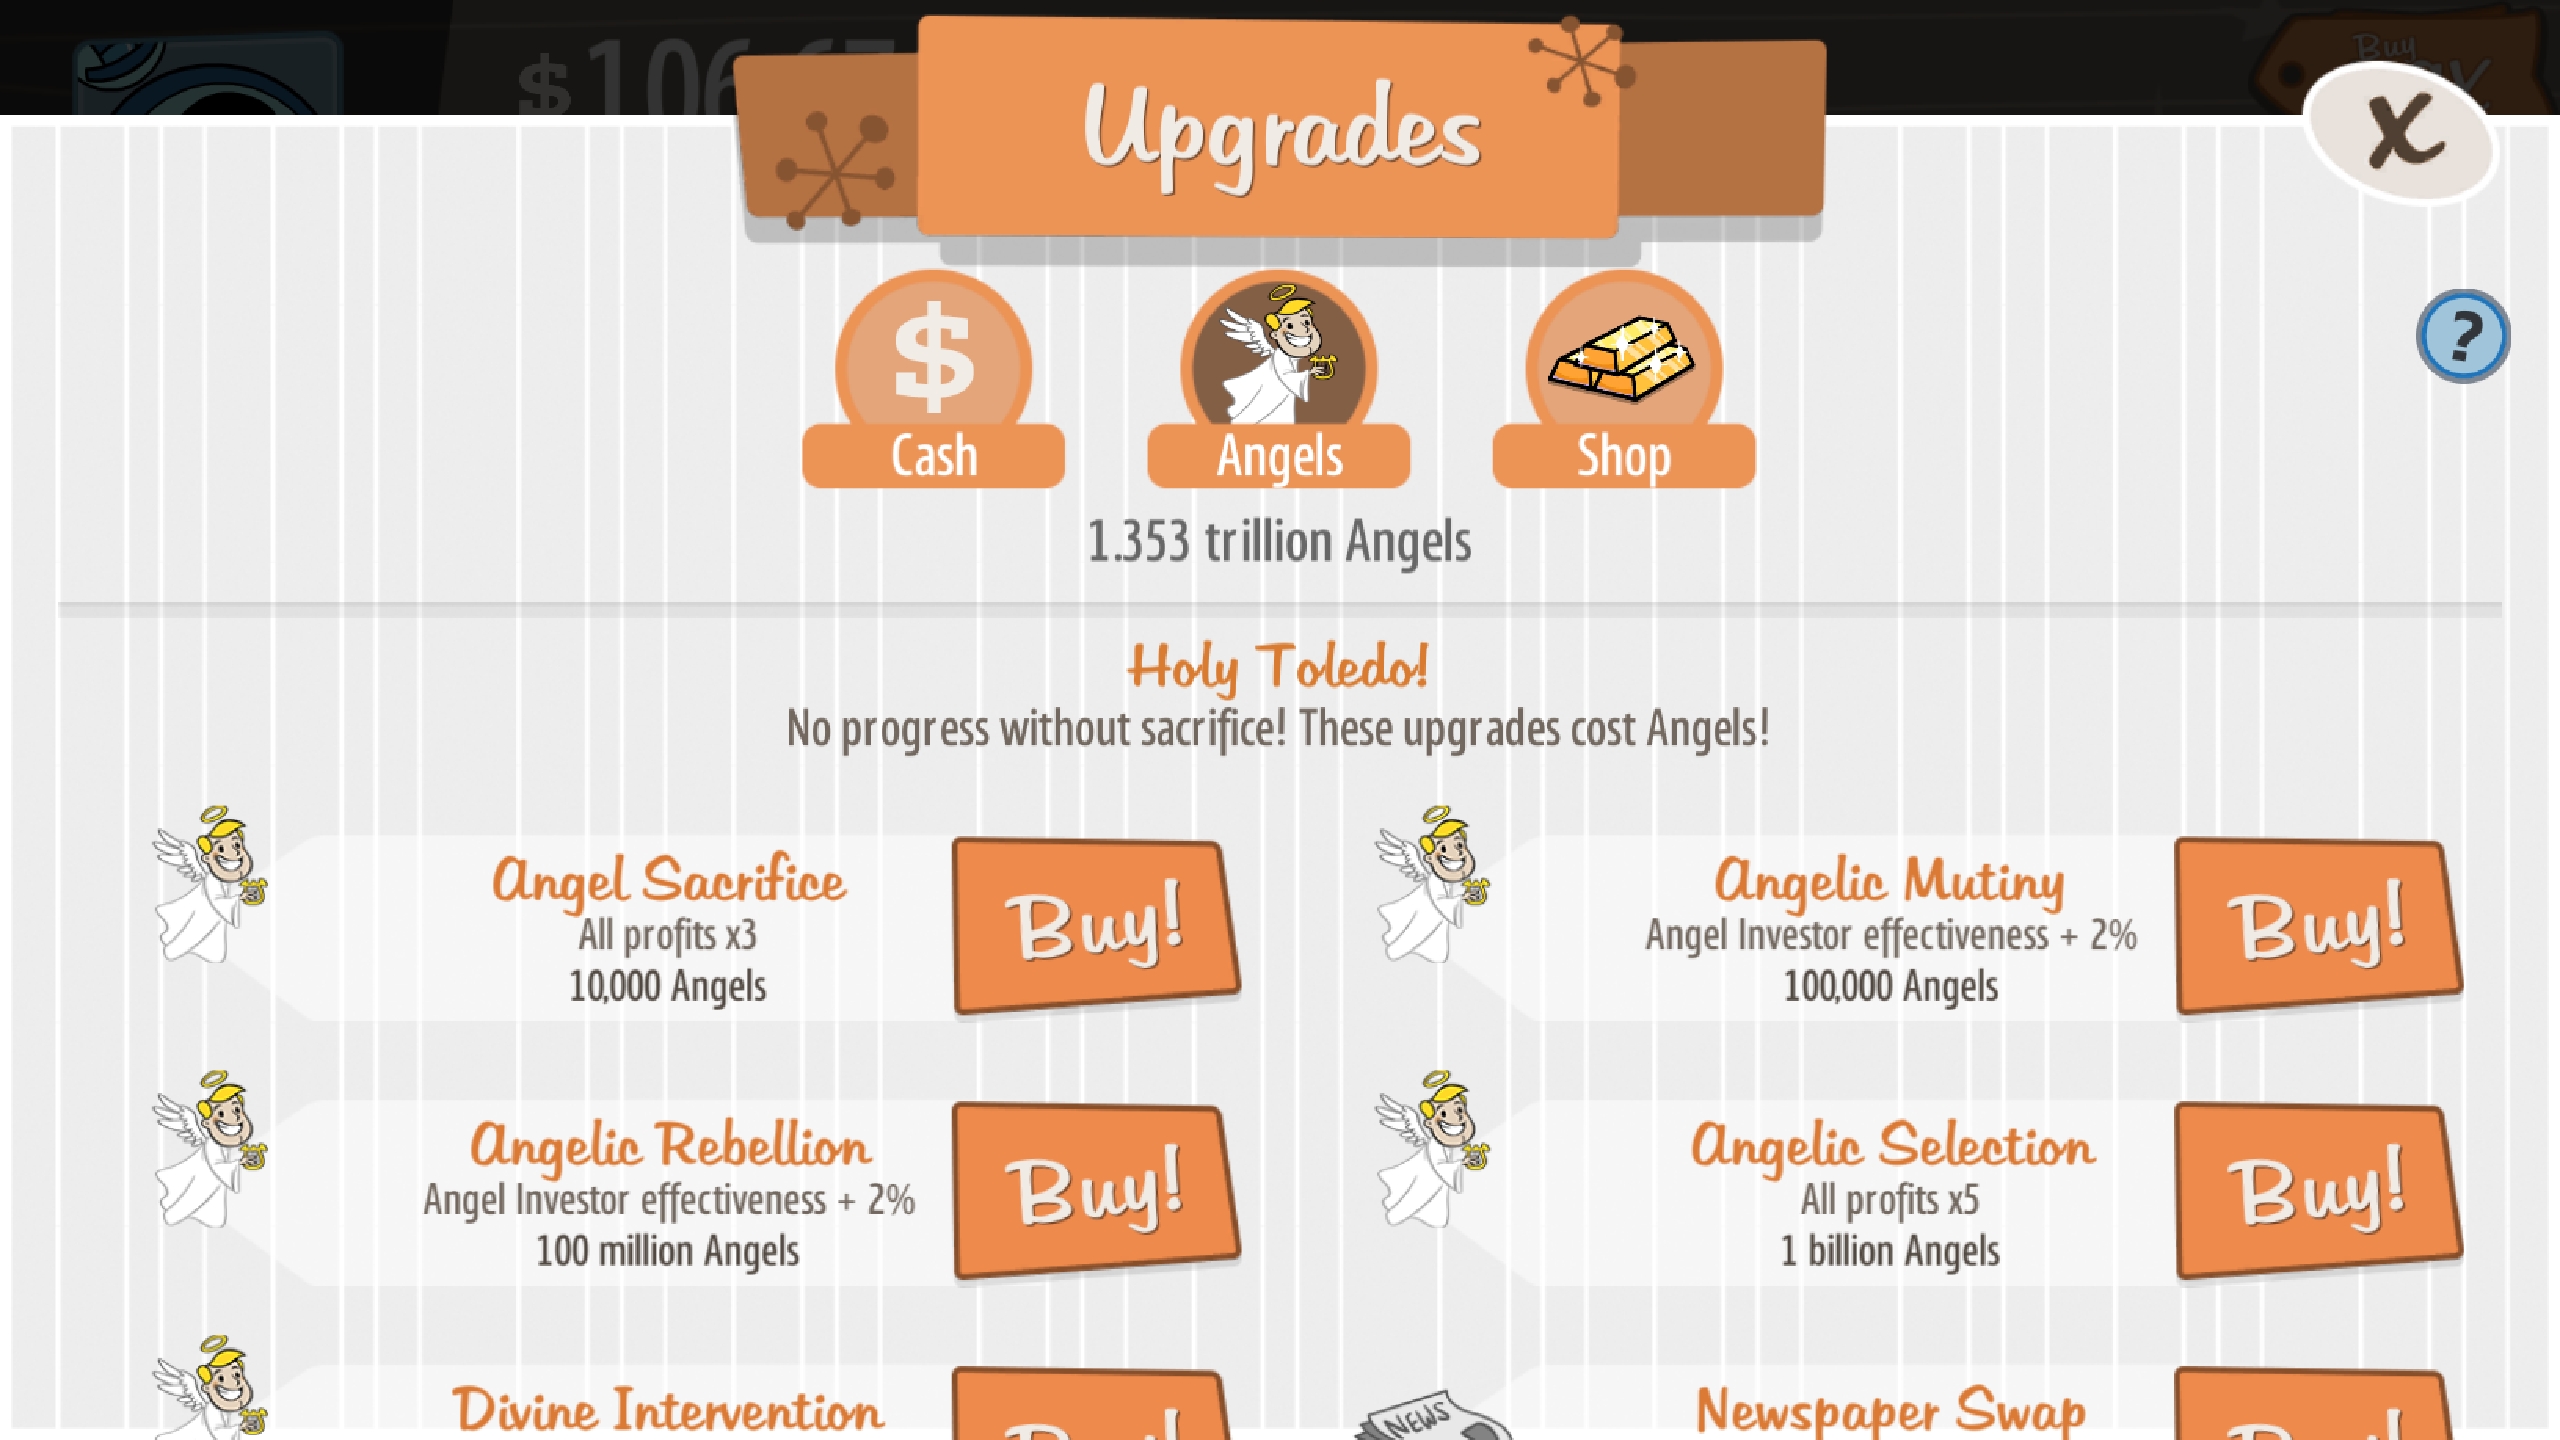 $106.67
Buy
Upgrades
X
?
$
Cash
Angels
Shop
1.353 trillion Angels
Holy Toledo!
No progress without sacrifice! These upgrades cost Angels!
Angel Sacrifice
All profits x3
10,000 Angels
Buy!
Angelic Mutiny
Angel Investor effectiveness + 2%
100,000 Angels
Buy!
Angelic Rebellion
Angel Investor effectiveness + 2%
100 million Angels
Buy!
Angelic Selection
All profits x5
1 billion Angels
Buy!
Divine Intervention
Buy!
NEWS
Newspaper Swap
Buy!